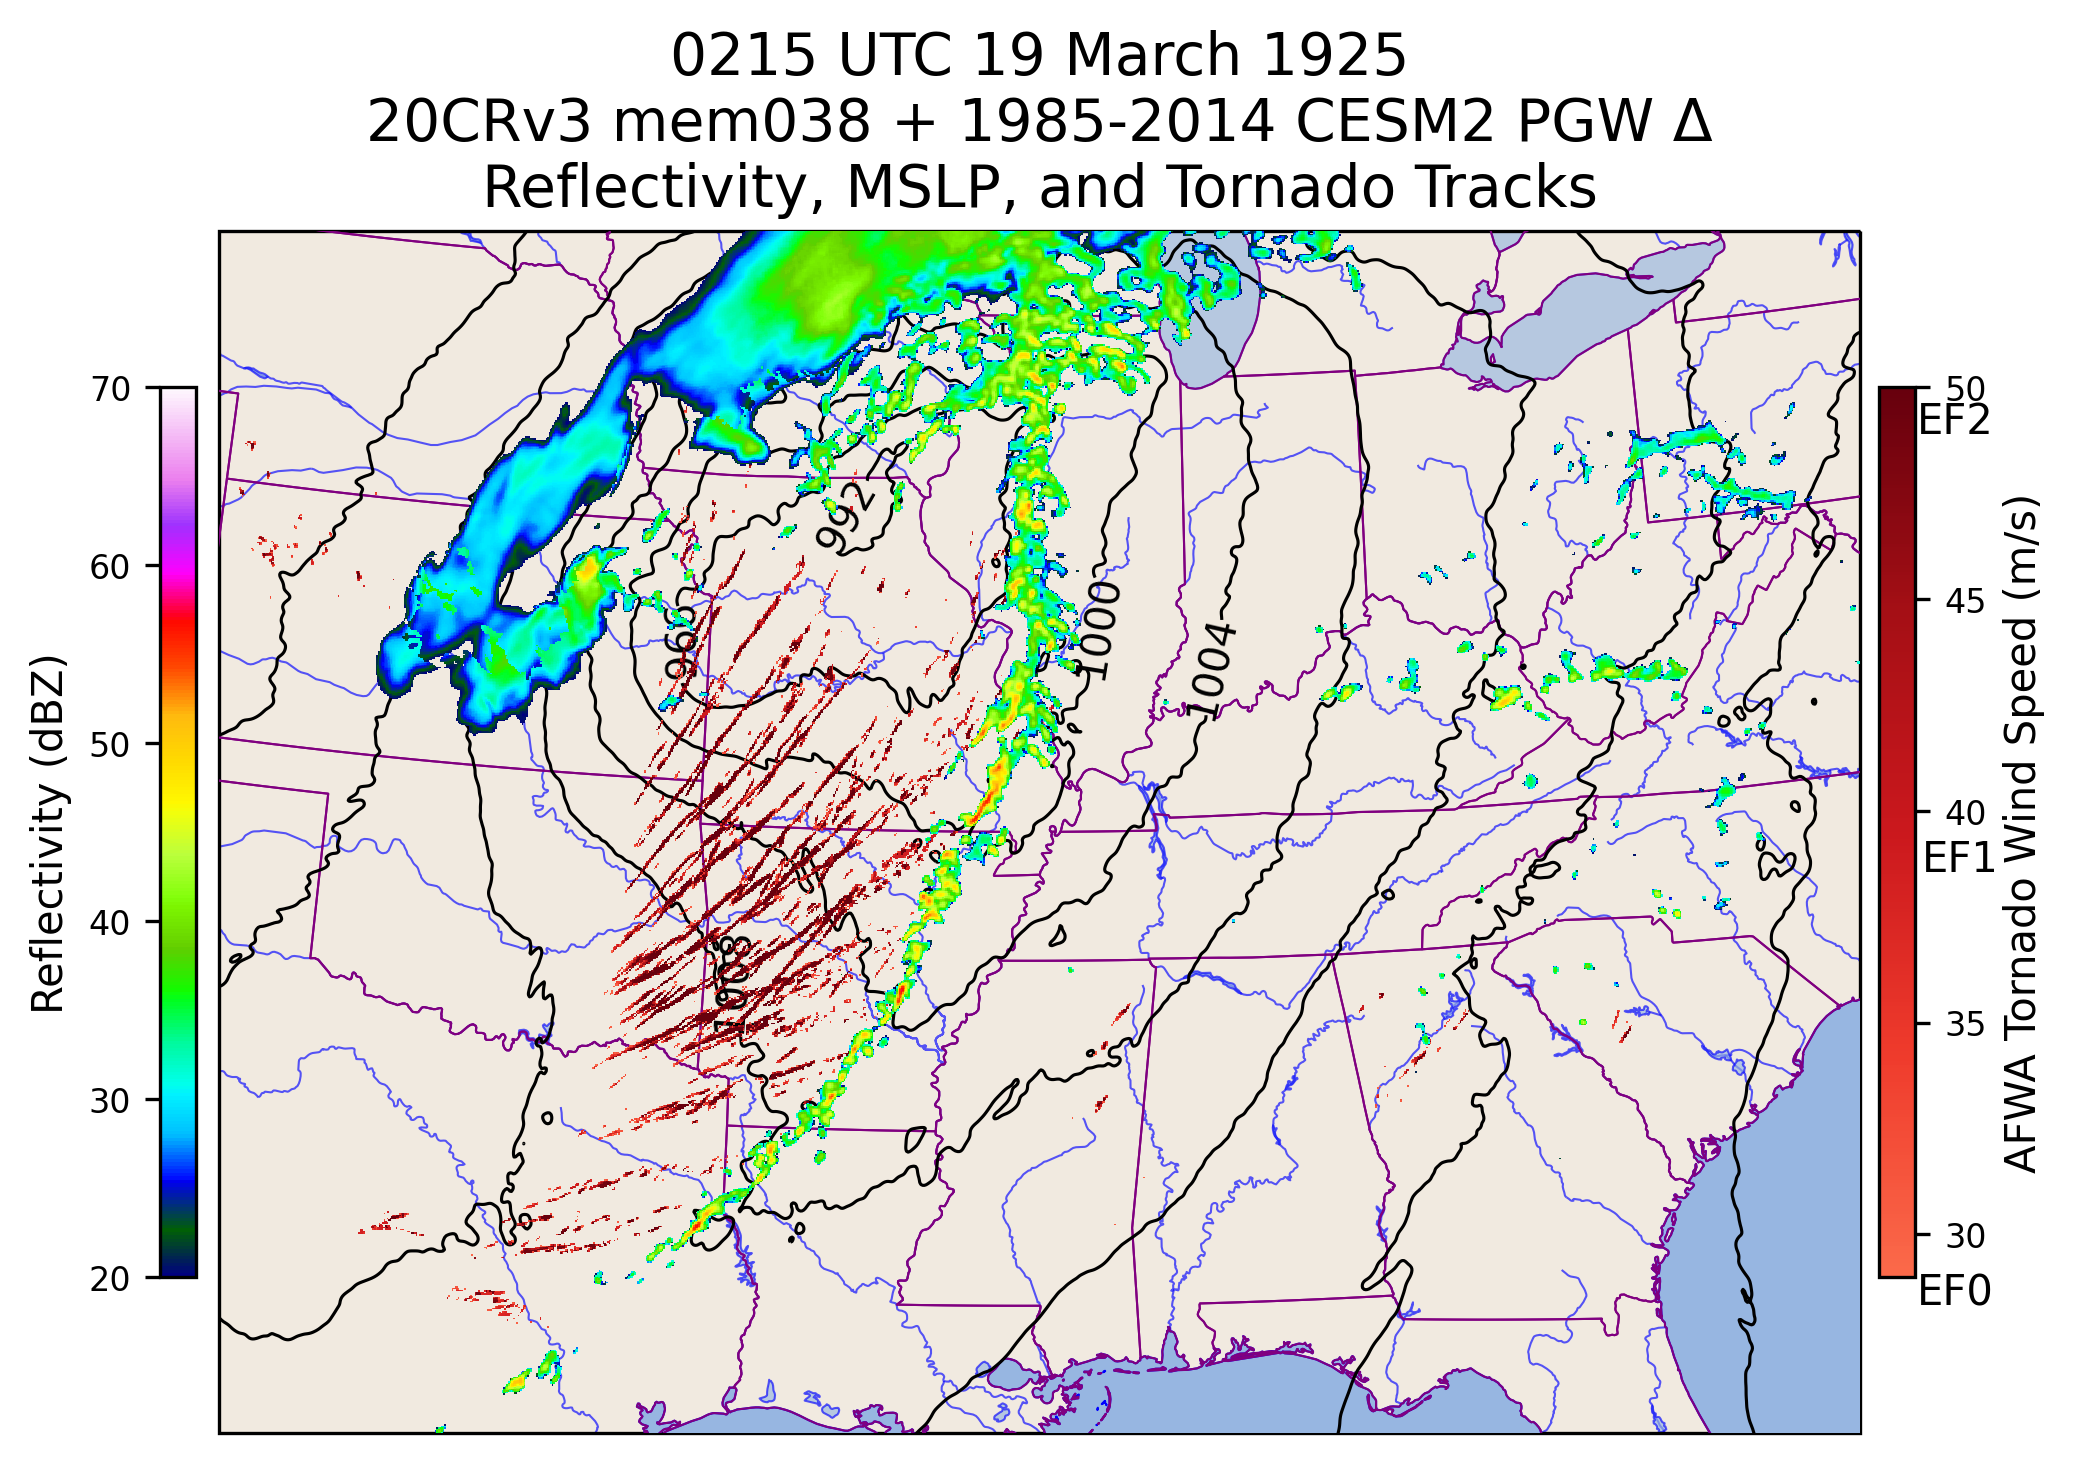 0215 UTC 19 March 1925
20CRv3 mem038 + 1985-2014 CESM2 PGW Δ
Reflectivity, MSLP, and Tornado Tracks
Reflectivity (dBZ)
70
60
50
40
30
20
992
996
1000
1004
1008
50
EF2
45
40
EF1
35
30
EF0
AFWA Tornado Wind Speed (m/s)